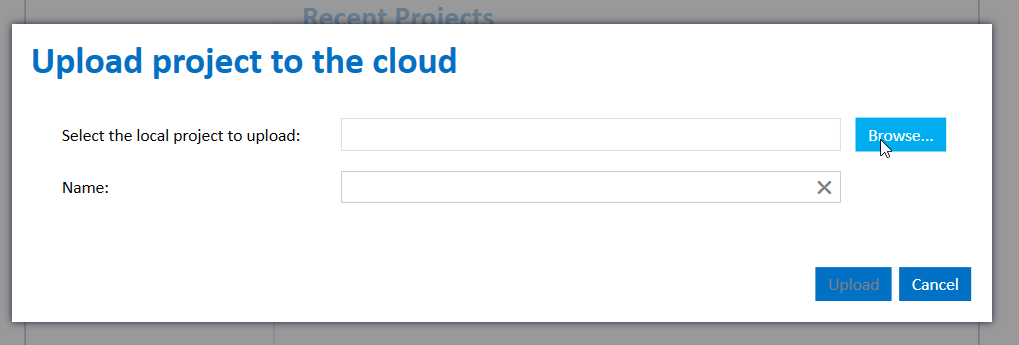 Recent Projects
Upload project to the cloud
Select the local project to upload:
Browse...
Name:
Upload
Cancel